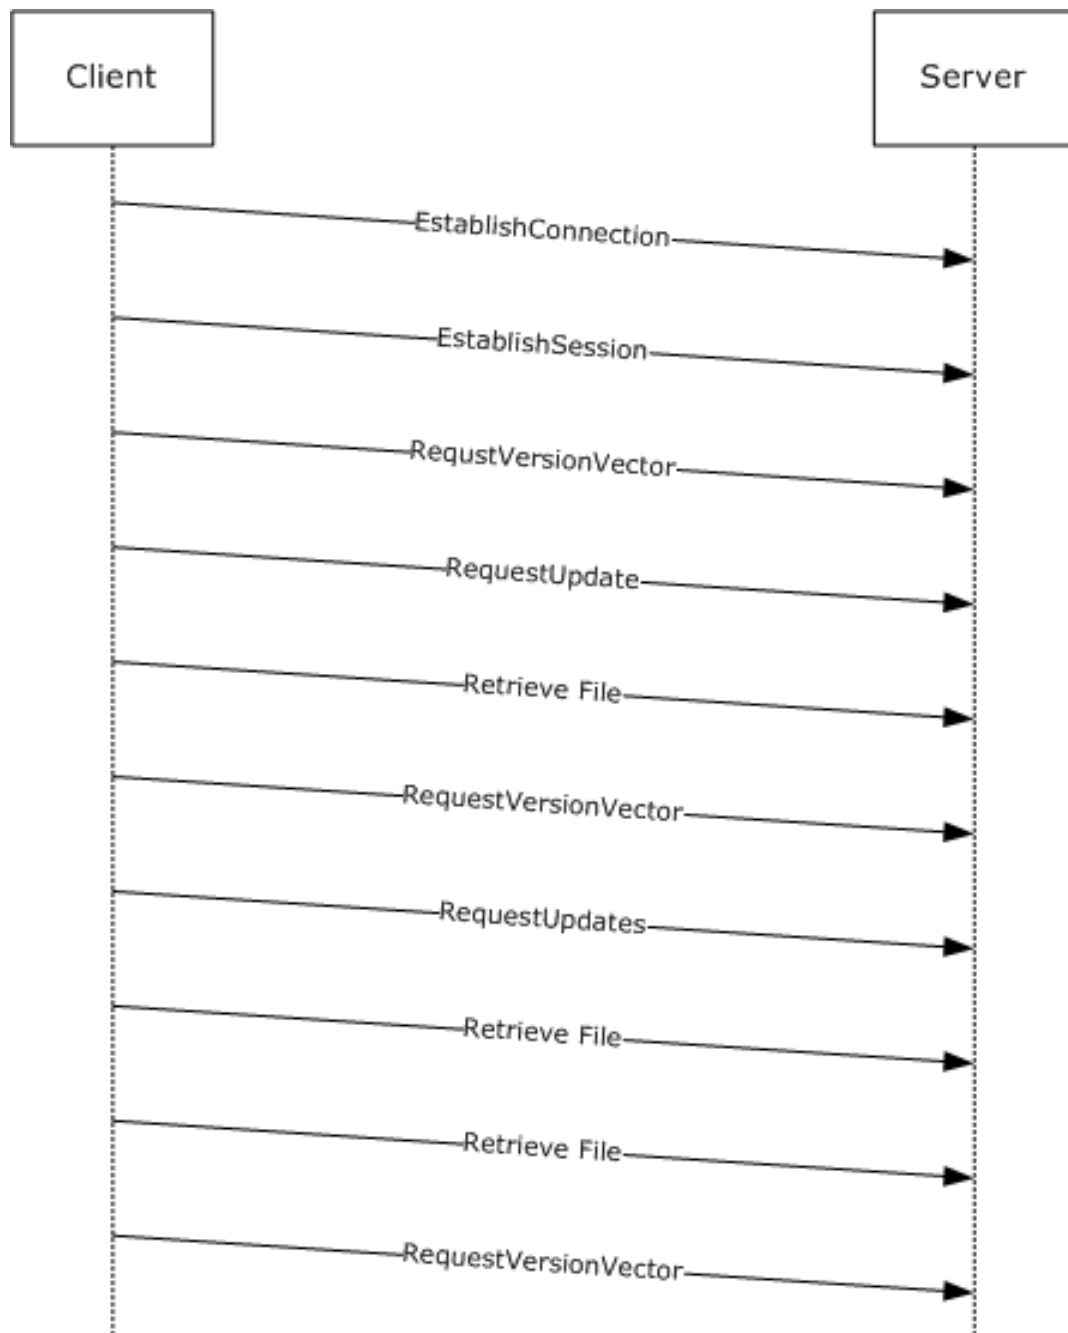 Client
Server
EstablishConnection
EstablishSession
RequstVersionVector
RequestUpdate
Retrieve File
RequestVersionVector
RequestUpdates
Retrieve File
Retrieve File
RequestVersionVector